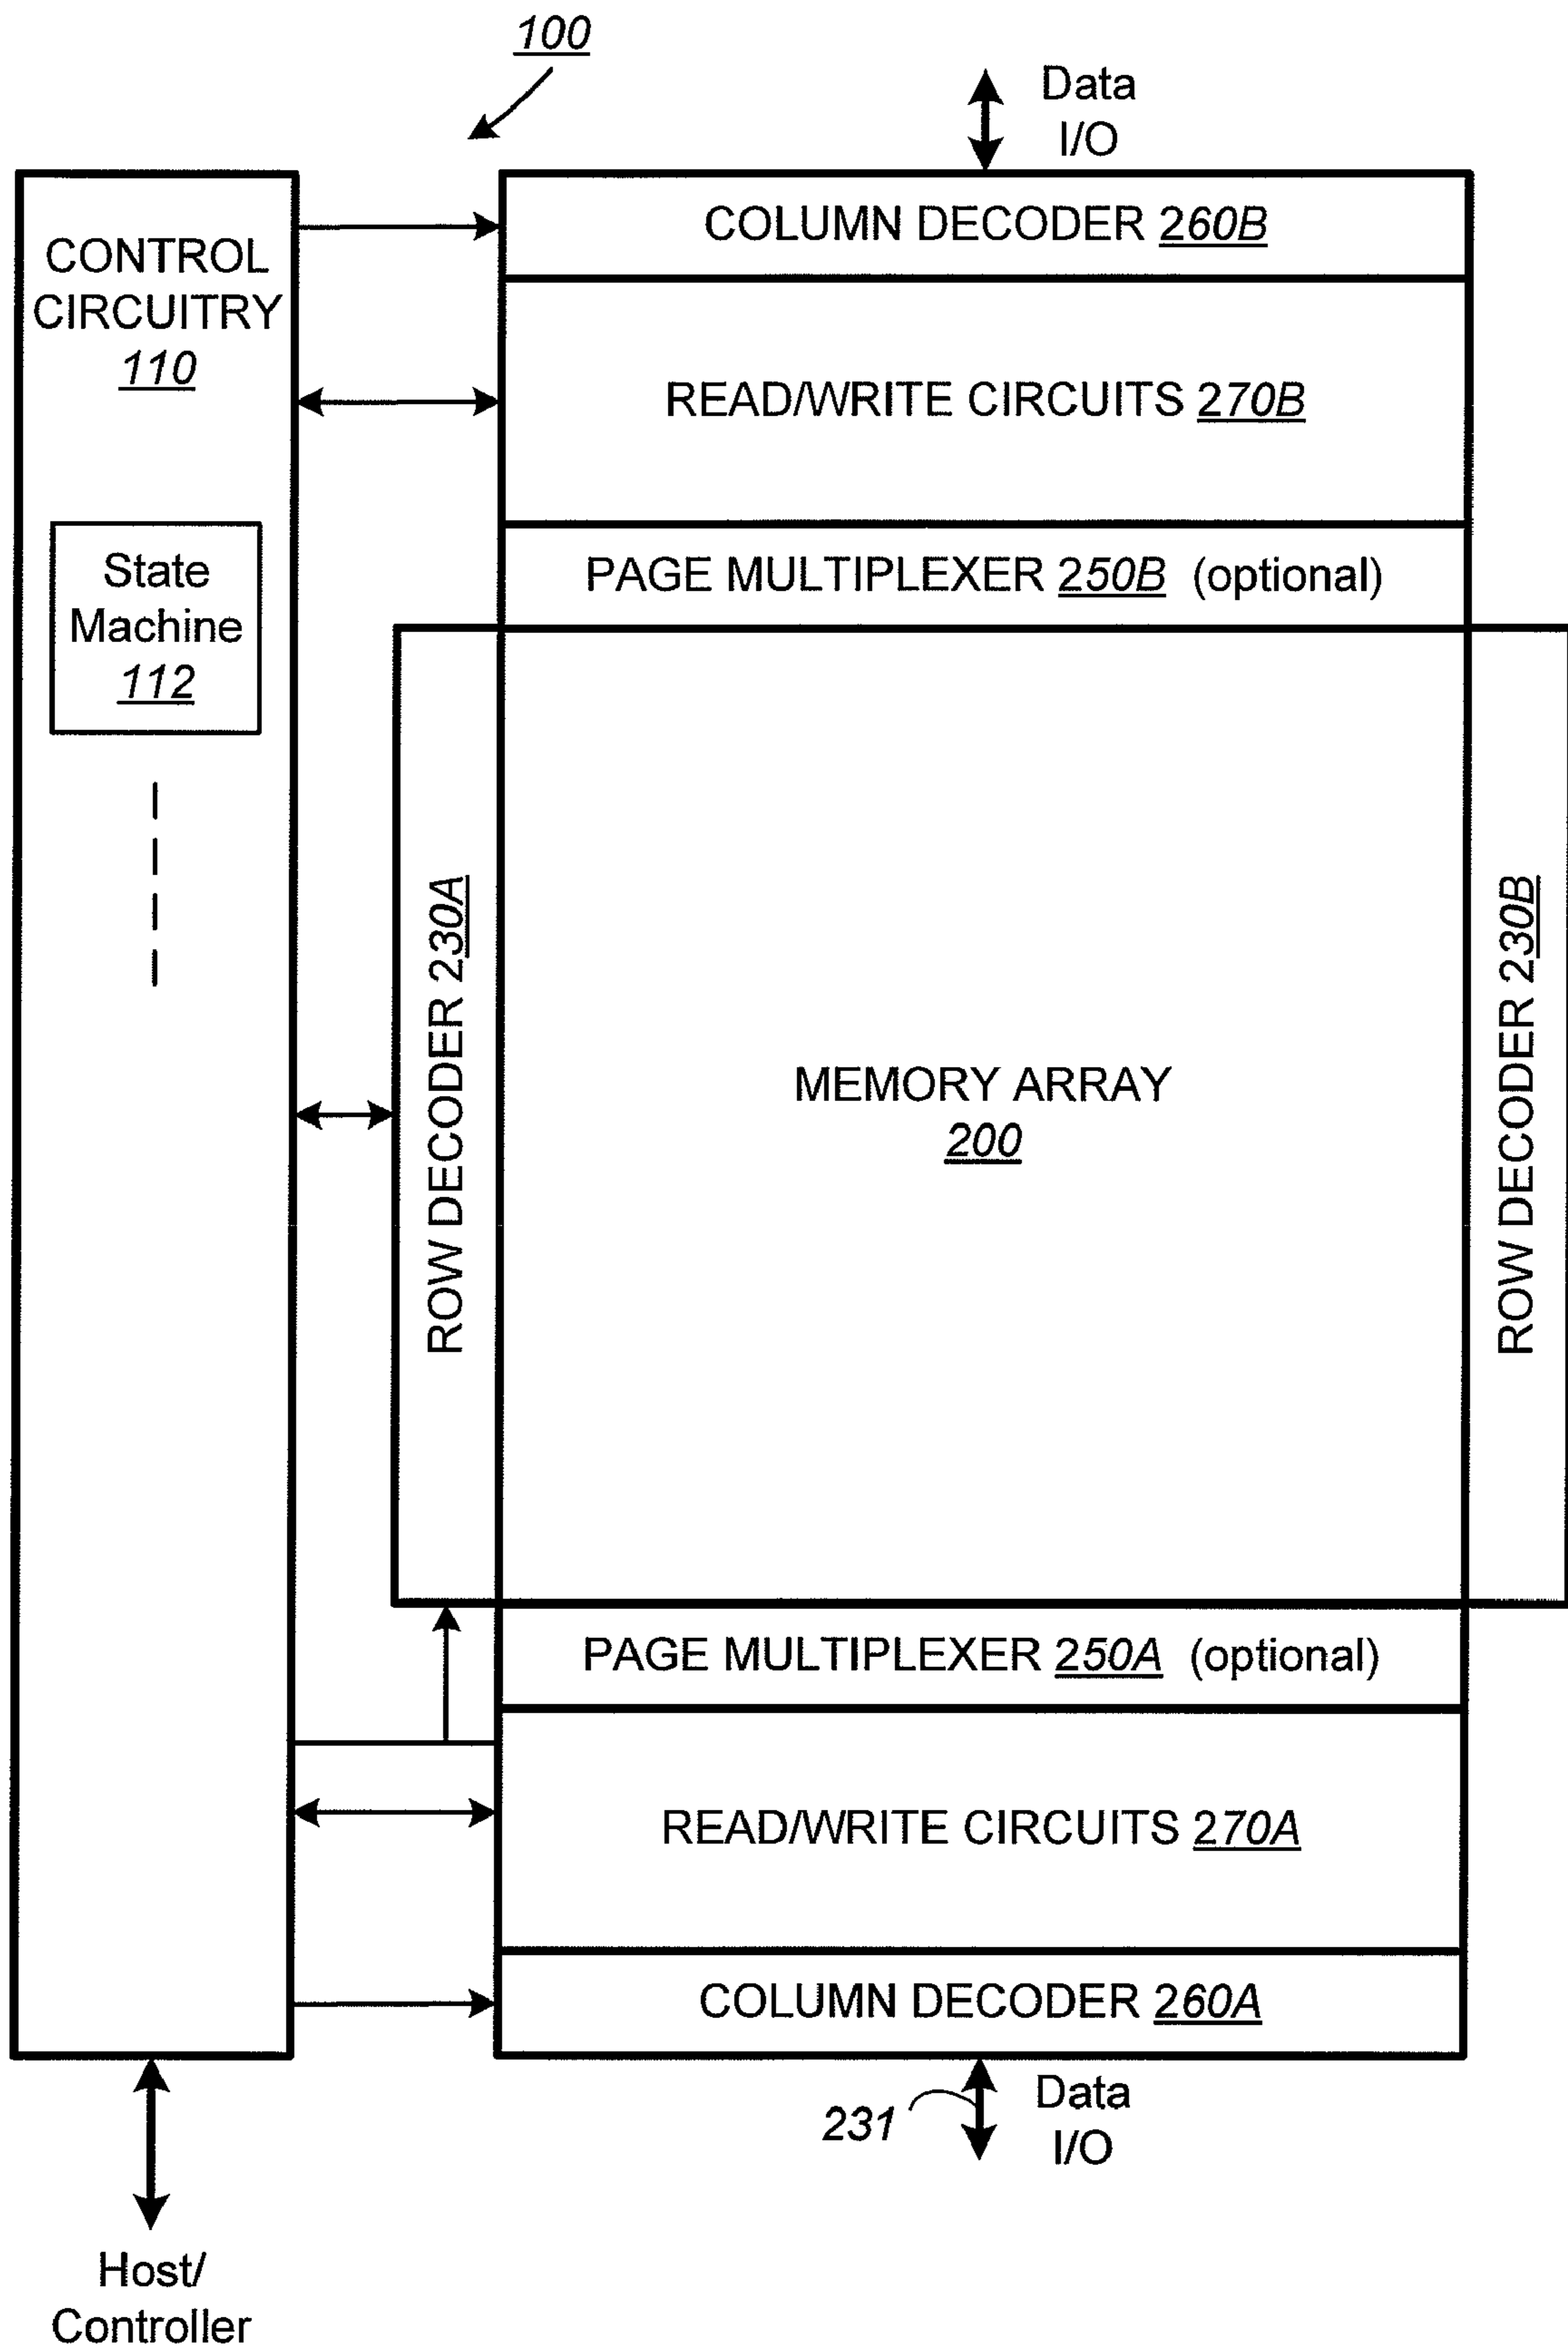 100
Data
I/O
COLUMN DECODER 260B
CONTROL
CIRCUITRY
110
READ/WRITE CIRCUITS 270B
State
Machine
112
PAGE MULTIPLEXER 250B (optional)
ROW DECODER 230A
MEMORY ARRAY
200
ROW DECODER 230B
PAGE MULTIPLEXER 250A (optional)
READ/WRITE CIRCUITS 270A
COLUMN DECODER 260A
231
Data
I/O
Host/
Controller